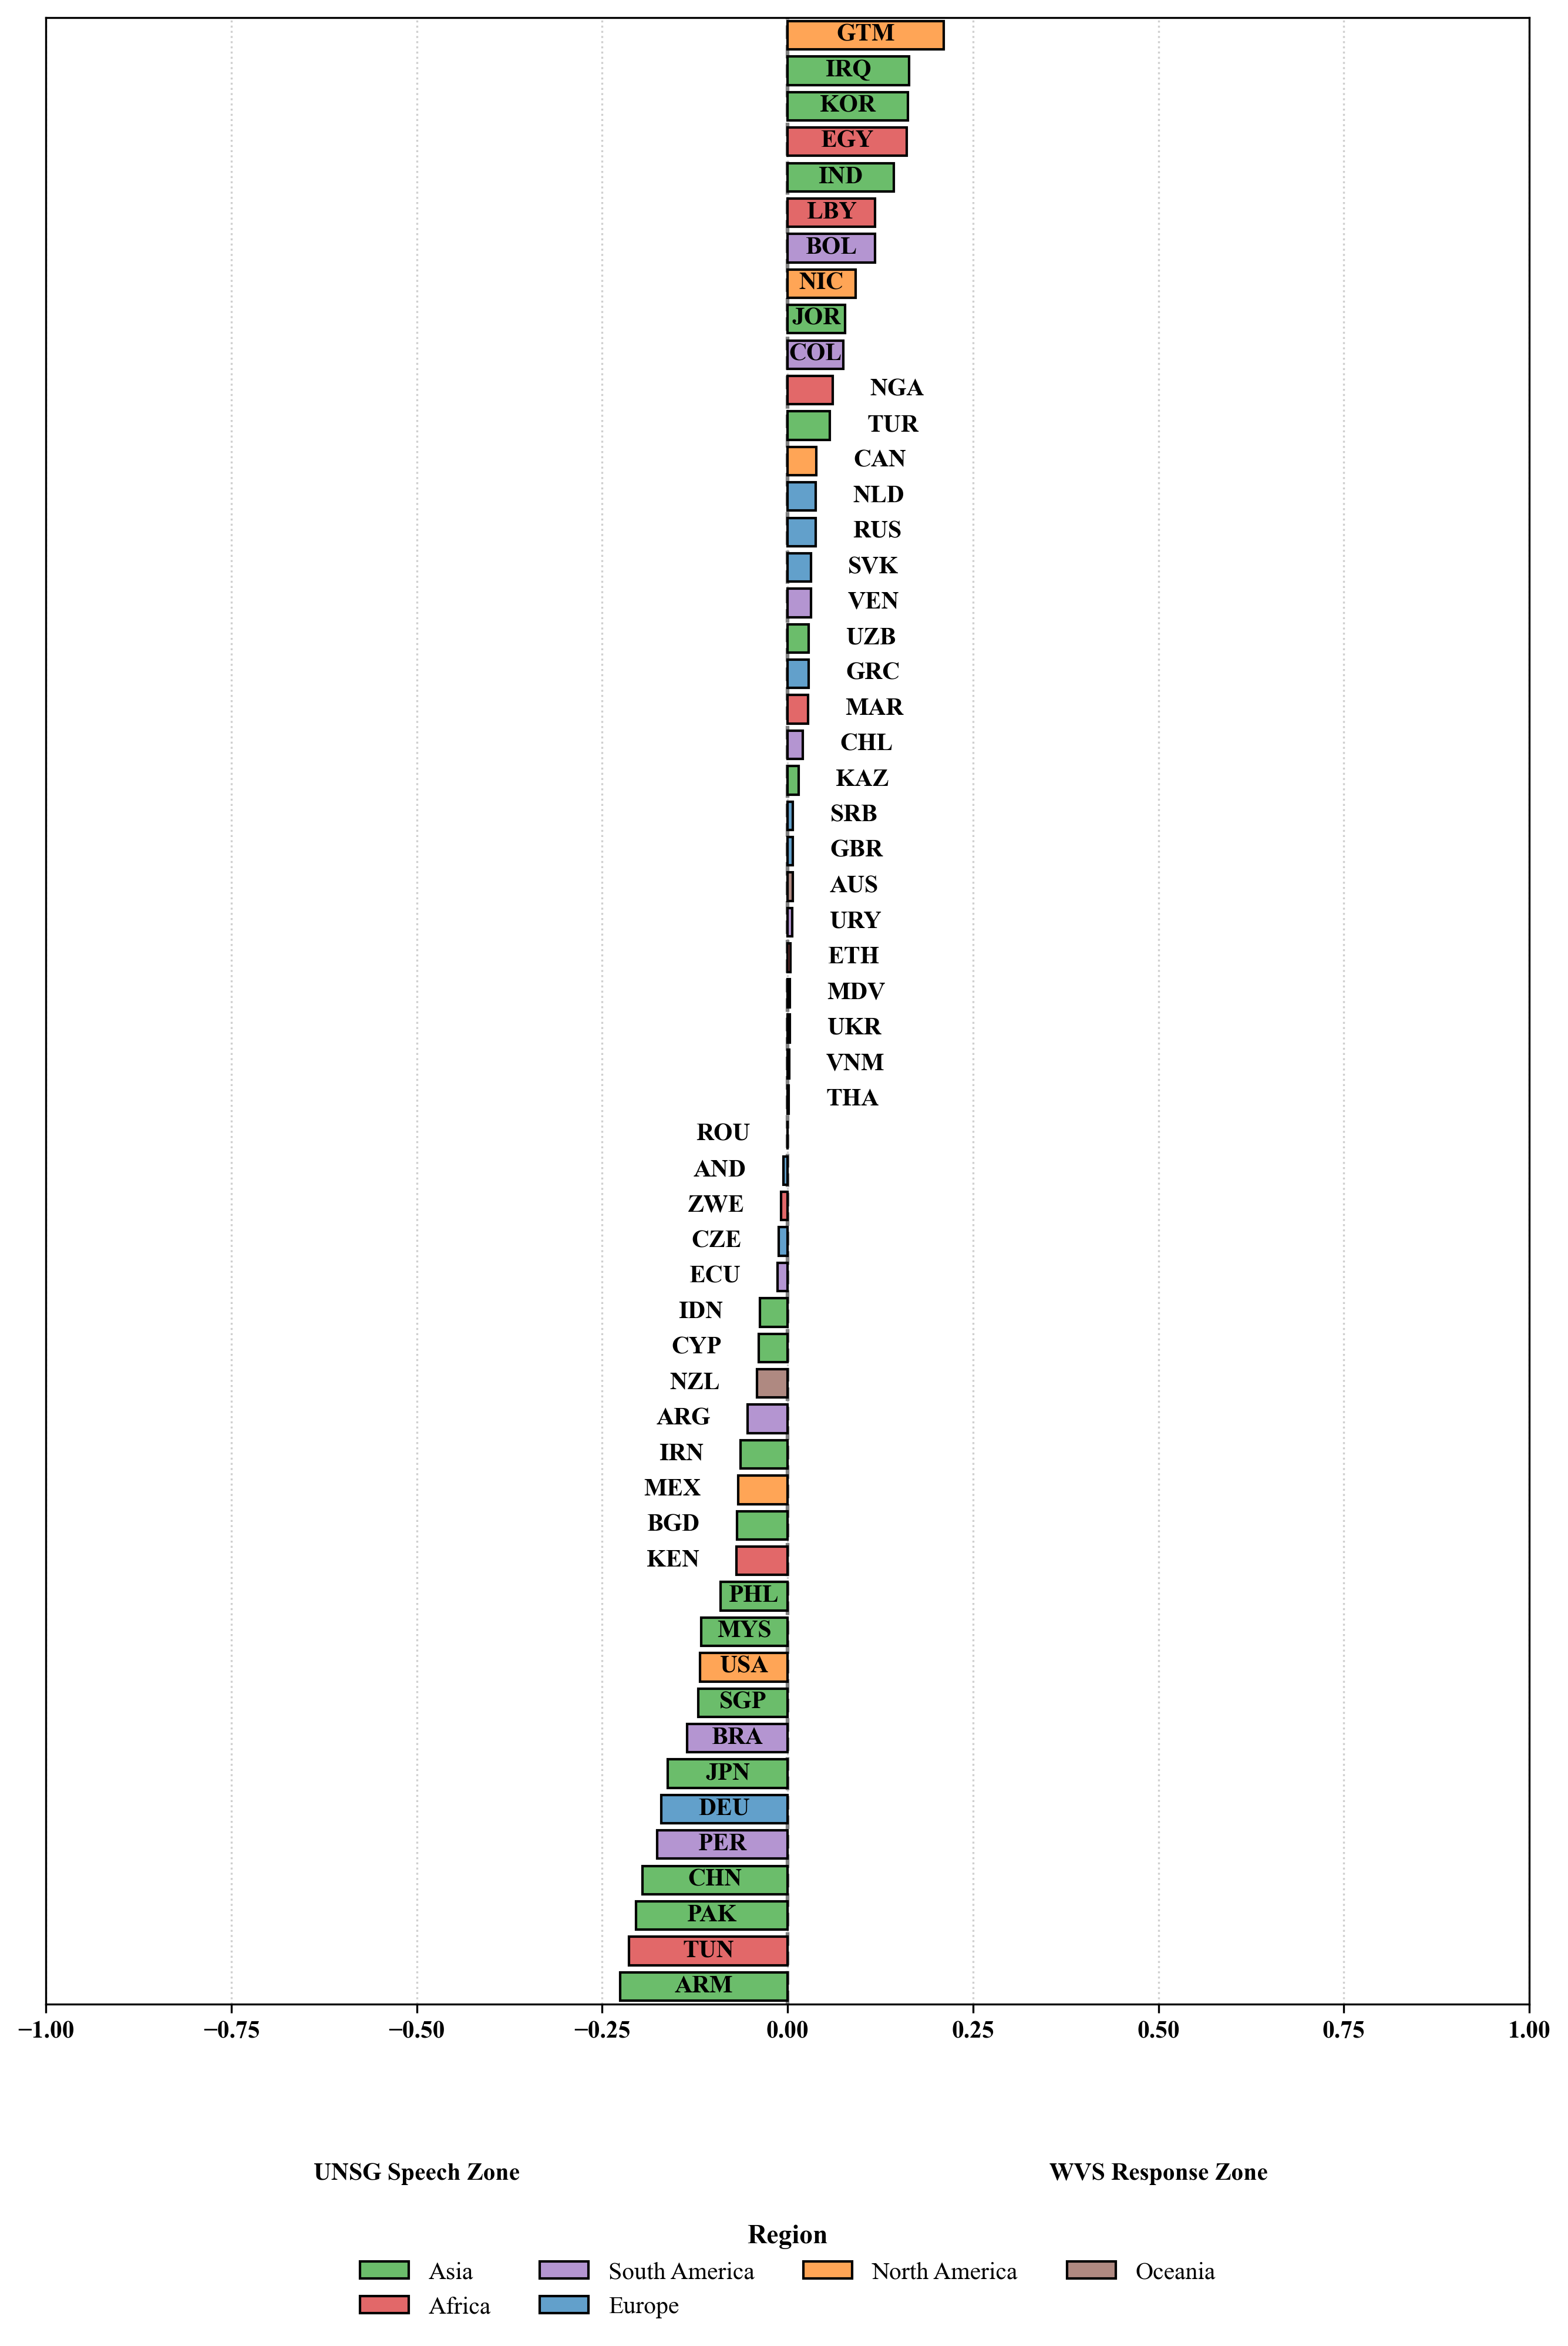 GTM
IRQ
KOR
EGY
IND
LBY
BOL
NIC
JOR
COL
NGA
TUR
CAN
NLD
RUS
SVK
VEN
UZB
GRC
MAR
CHL
KAZ
SRB
GBR
AUS
URY
ETH
MDV
UKR
VNM
THA
ROU
AND
ZWE
CZE
ECU
IDN
CYP
NZL
ARG
IRN
MEX
BGD
KEN
PHL
MYS
USA
SGP
BRA
JPN
DEU
PER
CHN
PAK
TUN
ARM
−1.00 −0.75 −0.50 −0.25 0.00 0.25 0.50 0.75 1.00
UNSG Speech Zone WVS Response Zone
Region
Asia South America North America Oceania
Africa Europe